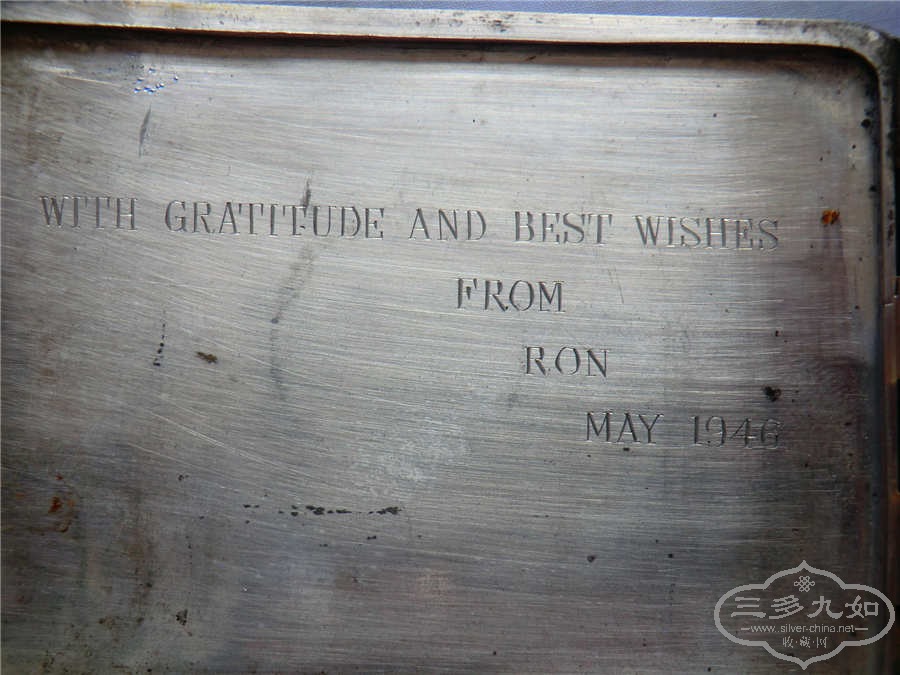 WITH GRATITUDE AND BEST WISHES
FROM
RON
MAY 1946
三多九如
www.silver-china.net
收·藏·网